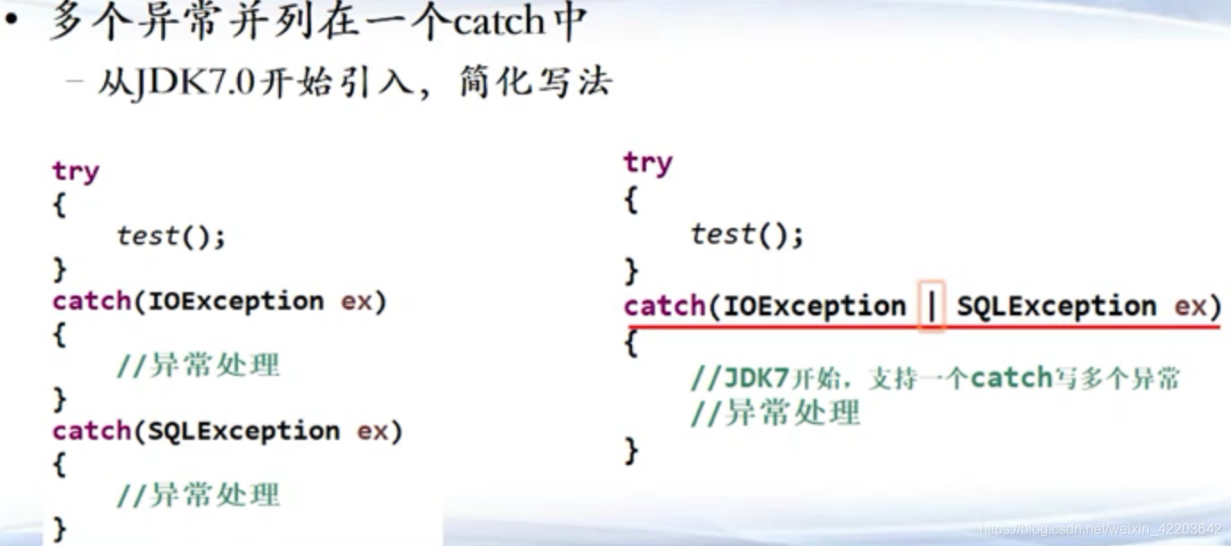 • 多个异常并列在一个catch中
– 从JDK7.0开始引入，简化写法
try
{
test();
}
catch(IOException ex)
{
//异常处理
}
catch(SQLException ex)
{
//异常处理
}
try
{
test();
}
catch(IOException | SQLException ex)
{
//JDK7开始，支持一个catch写多个异常
//异常处理
}
https://blog.csdn.net/weixin_42203642